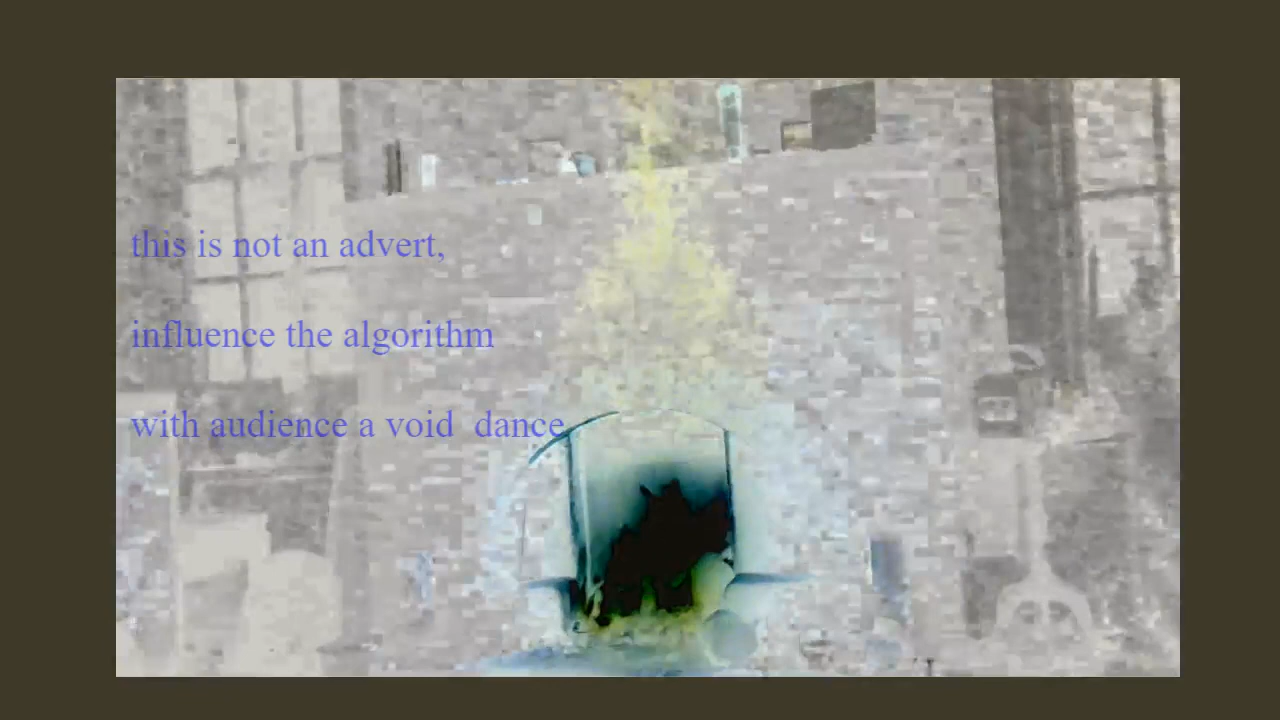 this is not an advert,
influence the algorithm
with audience a void  dance